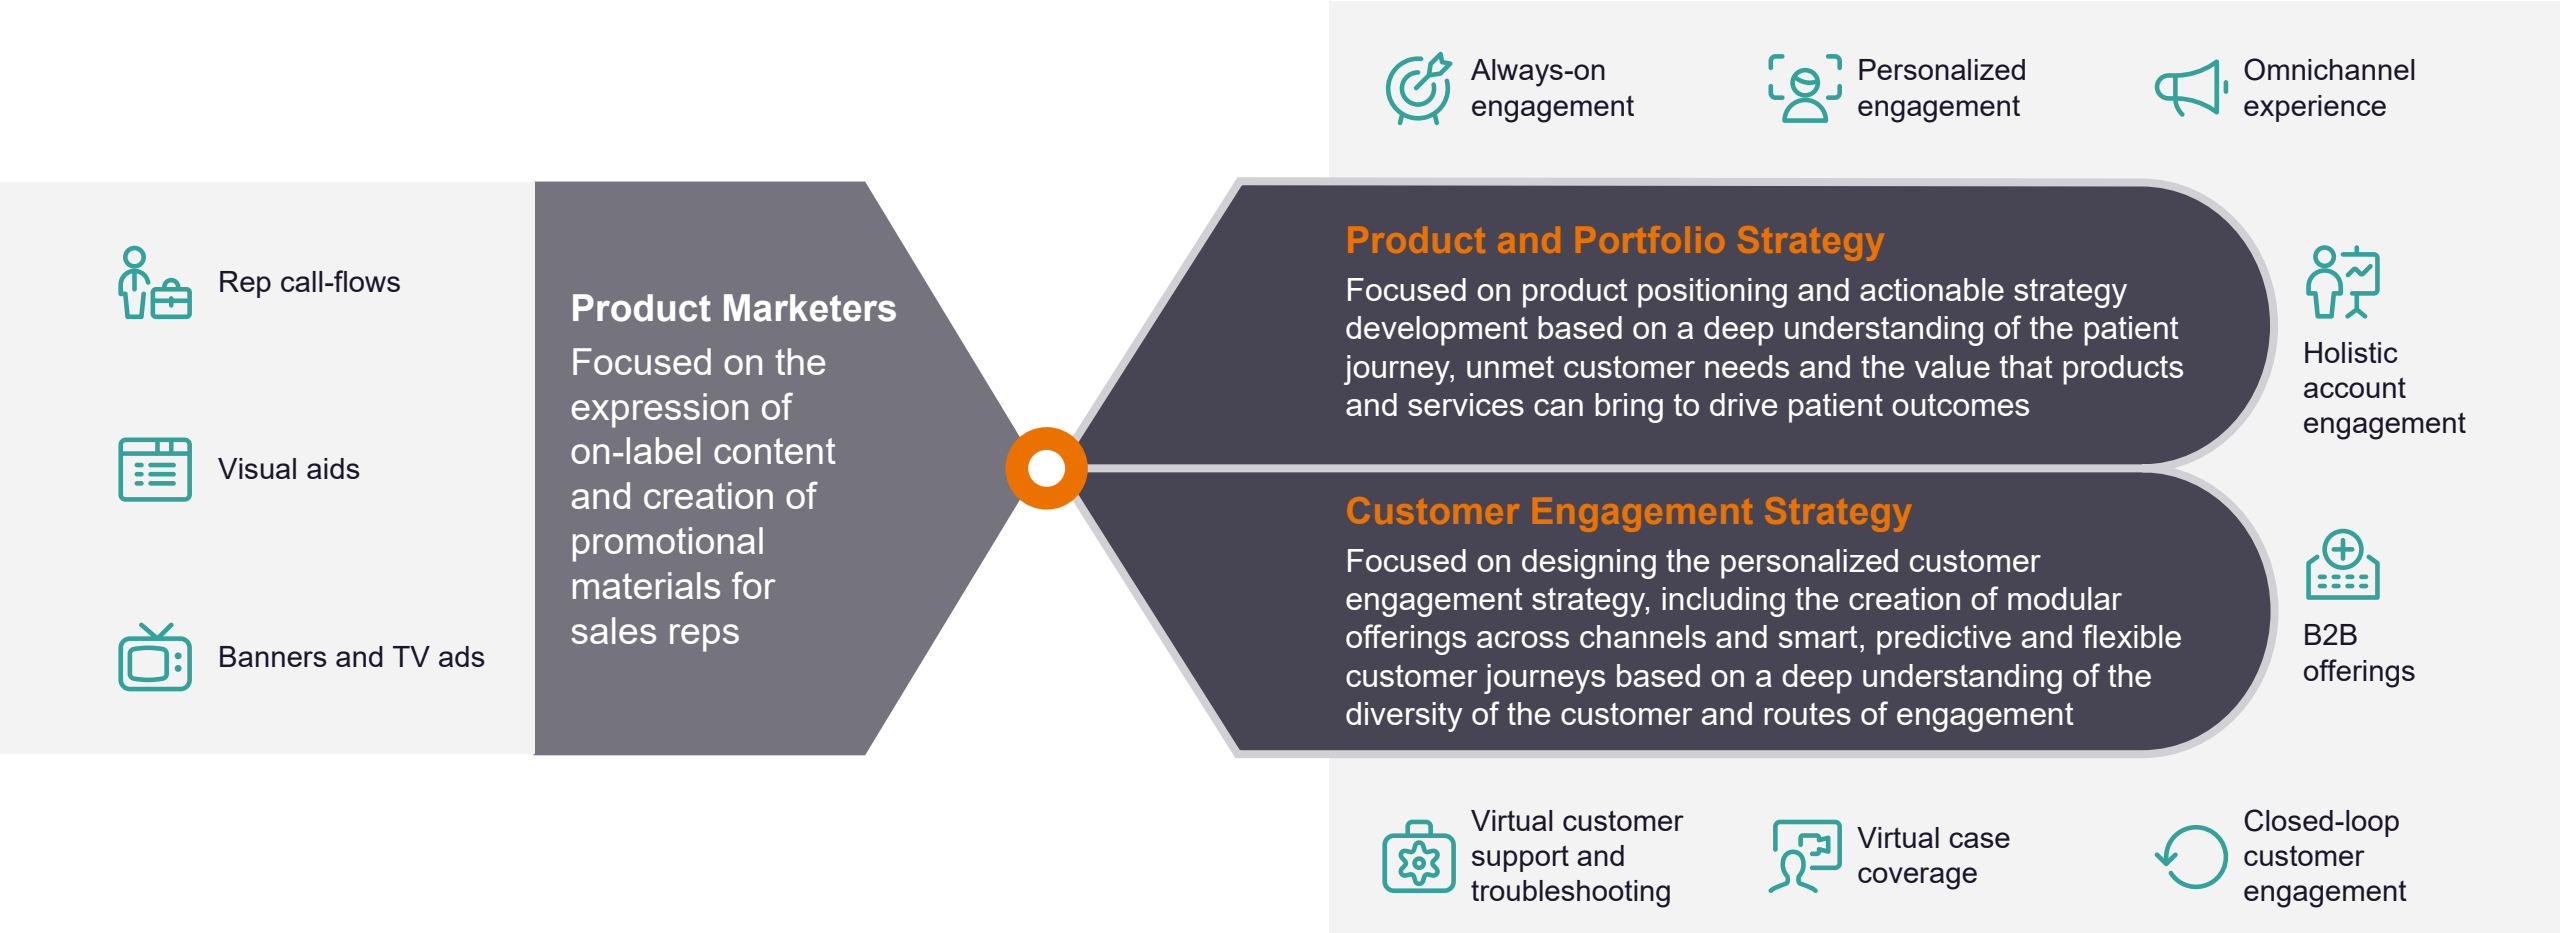 Always-on
engagement
Personalized
engagement
Omnichannel
experience
Rep call-flows
Visual aids
Banners and TV ads
Product Marketers
Focused on the
expression of
on-label content
and creation of
promotional
materials for
sales reps
Product and Portfolio Strategy
Focused on product positioning and actionable strategy
development based on a deep understanding of the patient
journey, unmet customer needs and the value that products
and services can bring to drive patient outcomes
Customer Engagement Strategy
Focused on designing the personalized customer
engagement strategy, including the creation of modular
offerings across channels and smart, predictive and flexible
customer journeys based on a deep understanding of the
diversity of the customer and routes of engagement
Holistic
account
engagement
B2B
offerings
Virtual customer
support and
troubleshooting
Virtual case
coverage
Closed-loop
customer
engagement